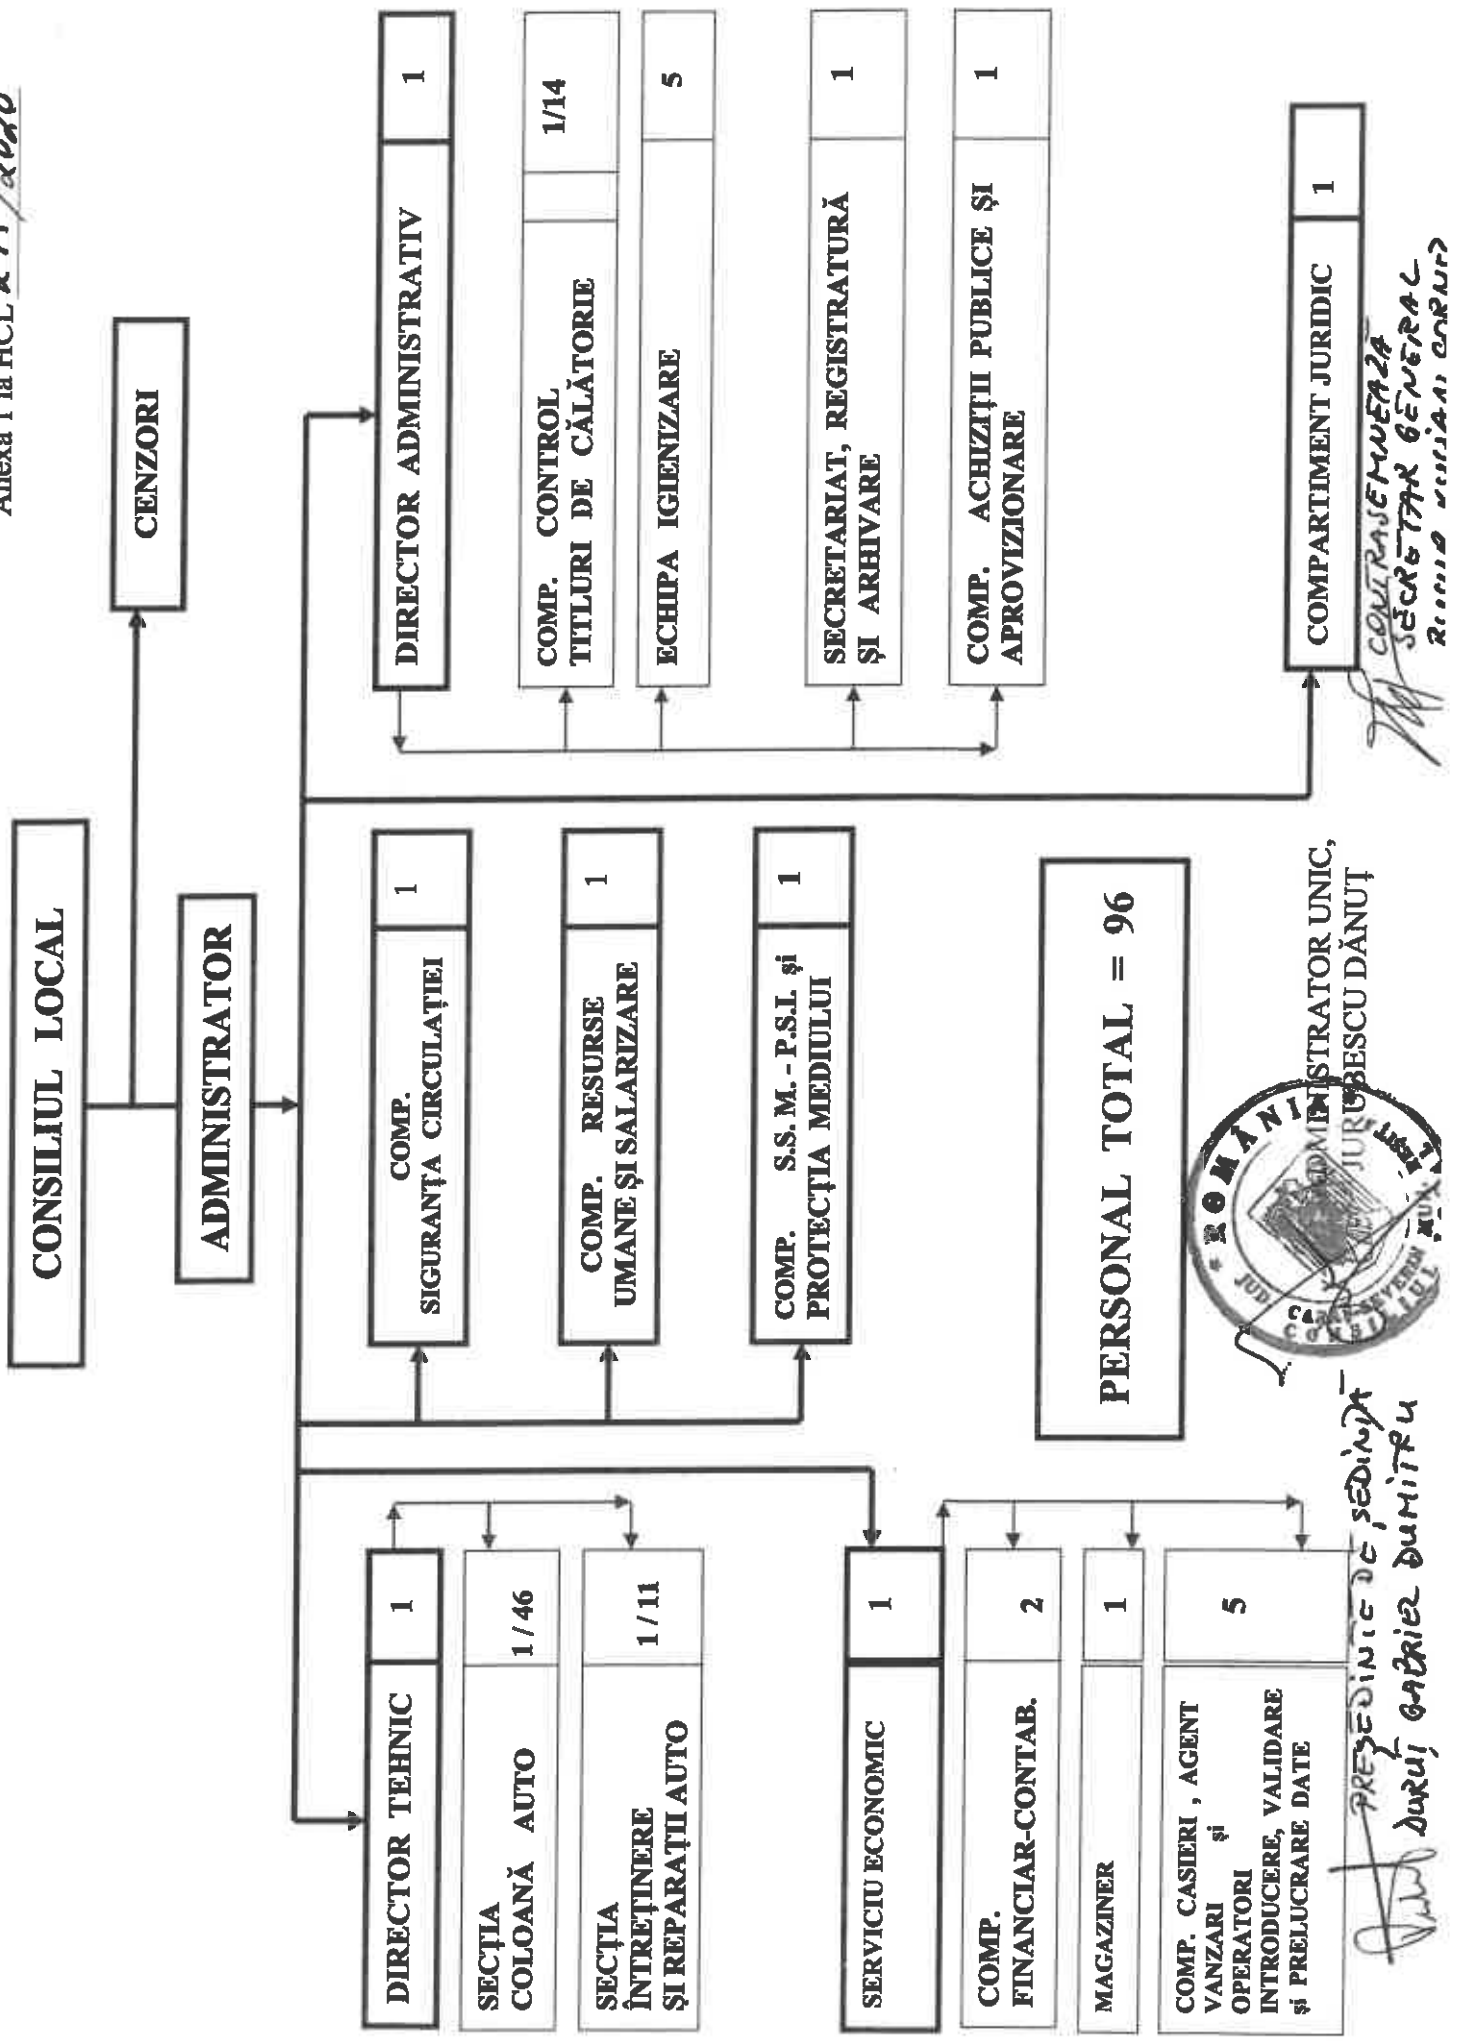 Anexa 1 la HCL /2020
CONSILIUL LOCAL
CENZORI
ADMINISTRATOR
DIRECTOR TEHNIC 1
SECȚIA
COLOANĂ AUTO 1 / 46
SECȚIA
ÎNTREȚINERE
ȘI REPARAȚII AUTO 1 / 11
SERVICIU ECONOMIC 1
COMP.
FINANCIAR-CONTAB. 2
MAGAZINER 1
COMP. CASIERI , AGENT
VANZARI și
OPERATORI
INTRODUCERE, VALIDARE
și PRELUCRARE DATE 5
COMP.
SIGURANȚA CIRCULAȚIEI 1
COMP. RESURSE
UMANE ȘI SALARIZARE 1
COMP. S.S. M. - P.S.I. și
PROTECȚIA MEDIULUI 1
DIRECTOR ADMINISTRATIV 1
COMP. CONTROL
TITLURI DE CĂLĂTORIE 1/14
ECHIPA IGIENIZARE 5
SECRETARIAT, REGISTRATURĂ
ȘI ARHIVARE 1
COMP. ACHIZIȚII PUBLICE ȘI
APROVIZIONARE 1
COMPARTIMENT JURIDIC 1
PERSONAL TOTAL = 96
ADMINISTRATOR UNIC,
JURUBESCU DĂNUȚ
ROMÂNIA
CONSILIUL
PREȘEDINTE DE ȘEDINȚĂ
DURUȚ GABRIEL DUMITRU
CONTRASEMNEAZĂ
SECRETAR GENERAL